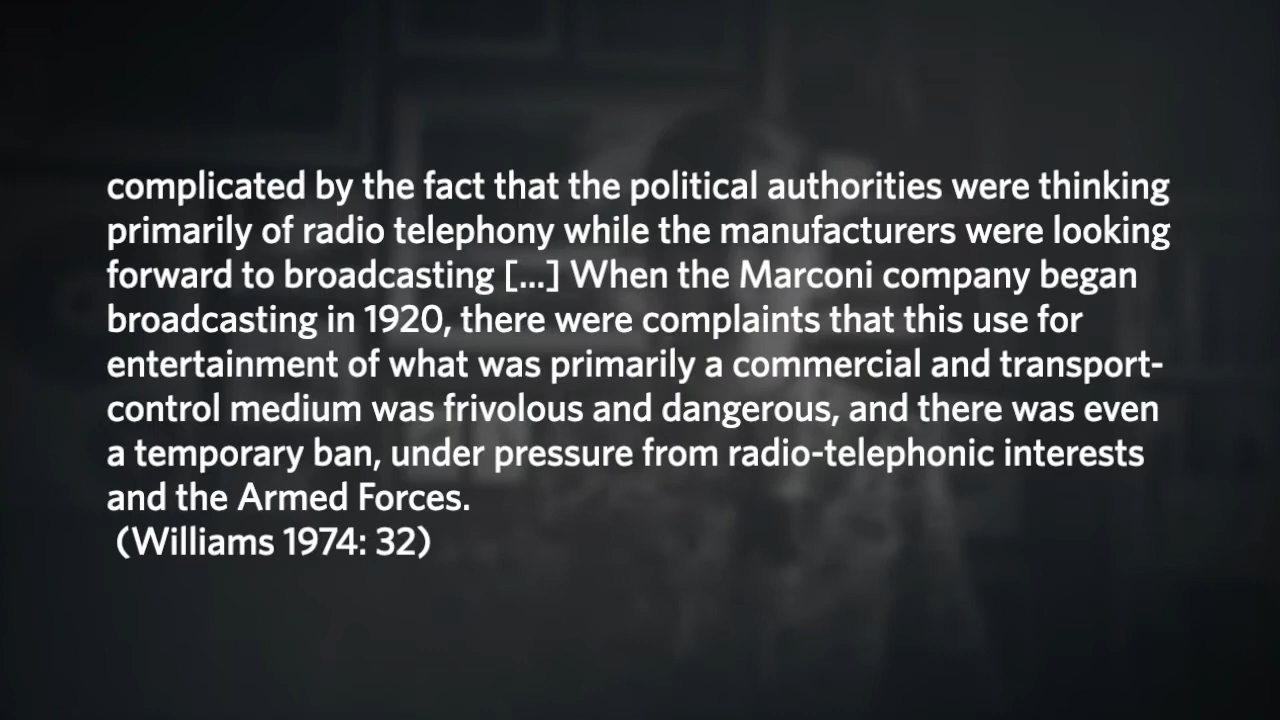 complicated by the fact that the political authorities were thinking
primarily of radio telephony while the manufacturers were looking
forward to broadcasting [...] When the Marconi company began
broadcasting in 1920, there were complaints that this use for
entertainment of what was primarily a commercial and transport-
control medium was frivolous and dangerous, and there was even
a temporary ban, under pressure from radio-telephonic interests
and the Armed Forces.
(Williams 1974: 32)